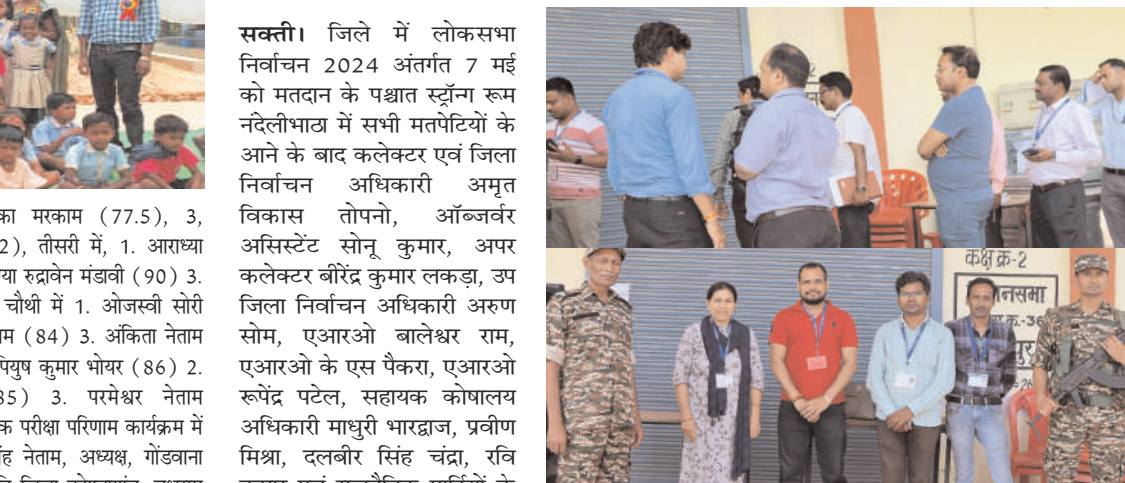 का मरकाम (77.5), 3,
2), तीसरी में, 1. आराध्या
या रुद्रावेन मंडावी (90) 3.
चौथी में 1. ओजस्वी सोरी
म (84) 3. अंकिता नेताम
पियुष कुमार भोयर (86) 2.
85) 3. परमेश्वर नेताम
क परीक्षा परिणाम कार्यक्रम में
ह नेताम, अध्यक्ष, गोंडवाना
सक्ती। जिले में लोकसभा
निर्वाचन 2024 अंतर्गत 7 मई
को मतदान के पश्चात स्ट्रॉन्ग रूम
नंदेलीभाठा में सभी मतपेटियों के
आने के बाद कलेक्टर एवं जिला
निर्वाचन अधिकारी अमृत
विकास तोपनो, ऑब्जर्वर
असिस्टेंट सोनू कुमार, अपर
कलेक्टर बीरेंद्र कुमार लकड़ा, उप
जिला निर्वाचन अधिकारी अरुण
सोम, एआरओ बालेश्वर राम,
एआरओ के एस पैकरा, एआरओ
रूपेंद्र पटेल, सहायक कोषालय
अधिकारी माधुरी भारद्वाज, प्रवीण
मिश्रा, दलबीर सिंह चंद्रा, रवि
कक्ष क्र-2